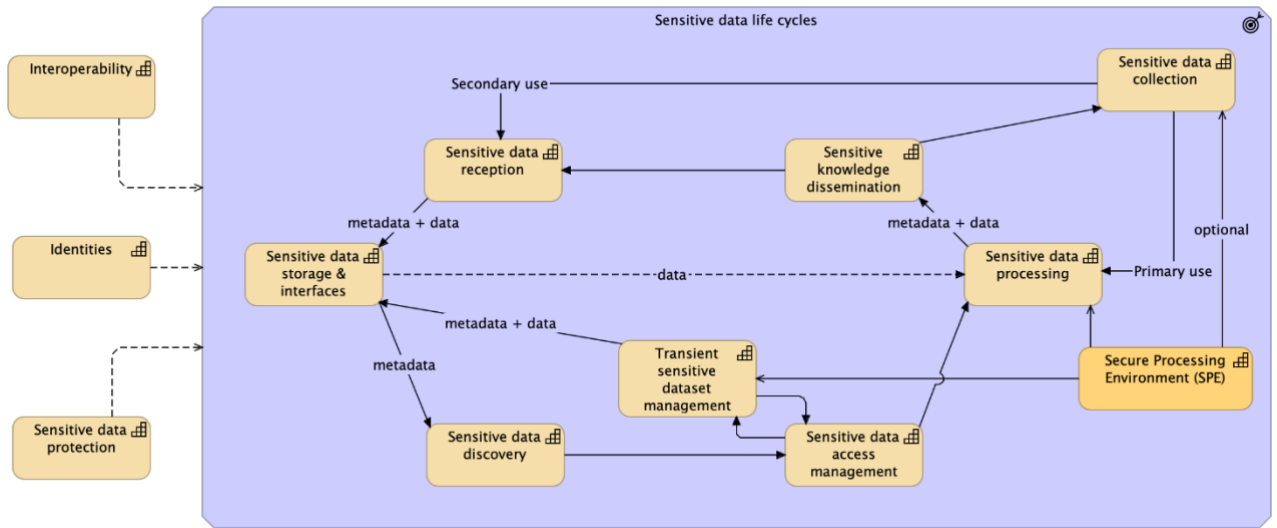 Sensitive data life cycles
Interoperability
Sensitive data
collection
Secondary use
Sensitive data
reception
Sensitive
knowledge
dissemination
metadata + data
metadata + data
optional
Identities
Sensitive data
storage &
interfaces
data
Sensitive data
processing
Primary use
metadata + data
metadata
Transient
sensitive
dataset
management
Secure Processing
Environment (SPE)
Sensitive data
protection
Sensitive data
discovery
Sensitive data
access
management